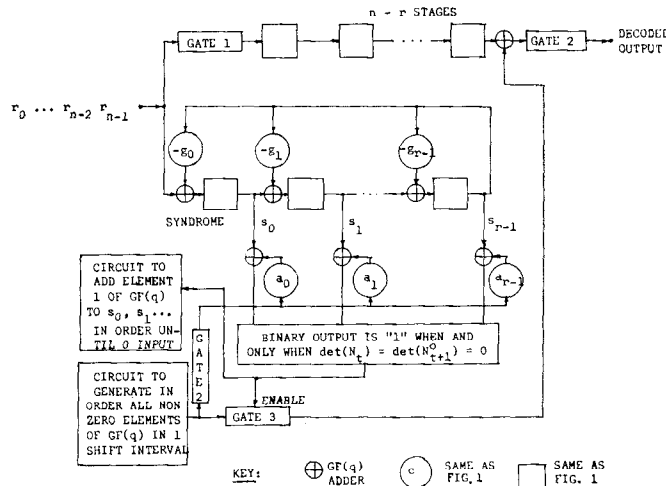 n - r STAGES
GATE 1
GATE 2
DECODED
OUTPUT
r₀ ... rₙ₋₂ rₙ₋₁
-g₀
-g₁
-gᵣ₋₁
SYNDROME
s₀
s₁
sᵣ₋₁
a₀
a₁
aᵣ₋₁
CIRCUIT TO
ADD ELEMENT
1 OF GF(q)
TO s₀, s₁...
IN ORDER UN-
TIL 0 INPUT
GATE 2
BINARY OUTPUT IS "1" WHEN AND
ONLY WHEN det(Nₜ) = det(N⁰ₜ₊₁) = 0
CIRCUIT TO
GENERATE IN
ORDER ALL NON
ZERO ELEMENTS
OF GF(q) IN 1
SHIFT INTERVAL
ENABLE
GATE 3
KEY:
GF(q)
ADDER
c
SAME AS
FIG. 1
SAME AS
FIG. 1